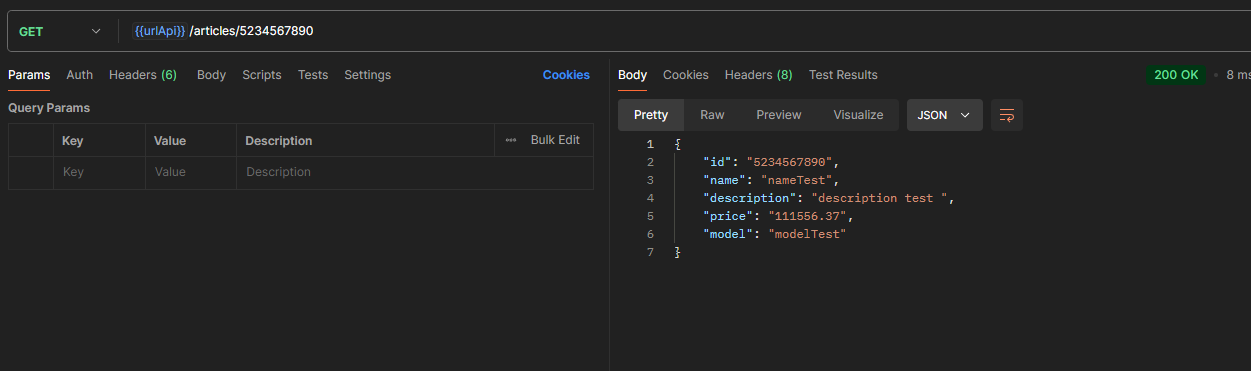 GET {{urlApi}}/articles/5234567890
Params Auth Headers (6) Body Scripts Tests Settings Cookies
Query Params
Key Value Description Bulk Edit
Key Value Description
Body Cookies Headers (8) Test Results 200 OK 8 ms
Pretty Raw Preview Visualize JSON
1 {
2 "id": "5234567890",
3 "name": "nameTest",
4 "description": "description test ",
5 "price": "111556.37",
6 "model": "modelTest"
7 }